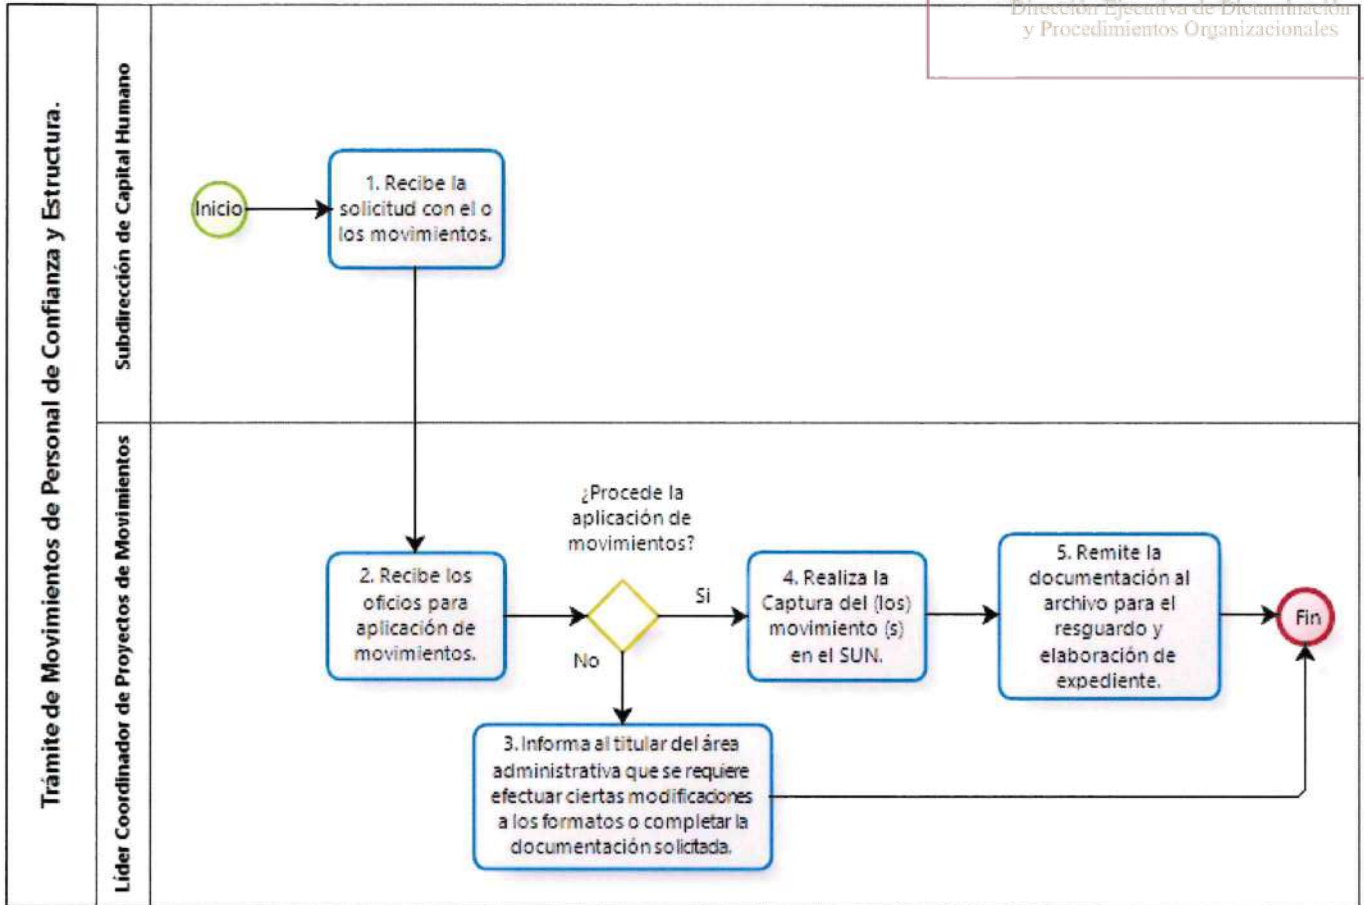 Dirección Ejecutiva de Dictaminación
y Procedimientos Organizacionales
Trámite de Movimientos de Personal de Confianza y Estructura.
Subdirección de Capital Humano
Inicio
1. Recibe la
solicitud con el o
los movimientos.
Líder Coordinador de Proyectos de Movimientos
2. Recibe los
oficios para
aplicación de
movimientos.
¿Procede la
aplicación de
movimientos?
Si
No
3. Informa al titular del área
administrativa que se requiere
efectuar ciertas modificaciones
a los formatos o completar la
documentación solicitada.
4. Realiza la
Captura del (los)
movimiento (s)
en el SUN.
5. Remite la
documentación al
archivo para el
resguardo y
elaboración de
expediente.
Fin